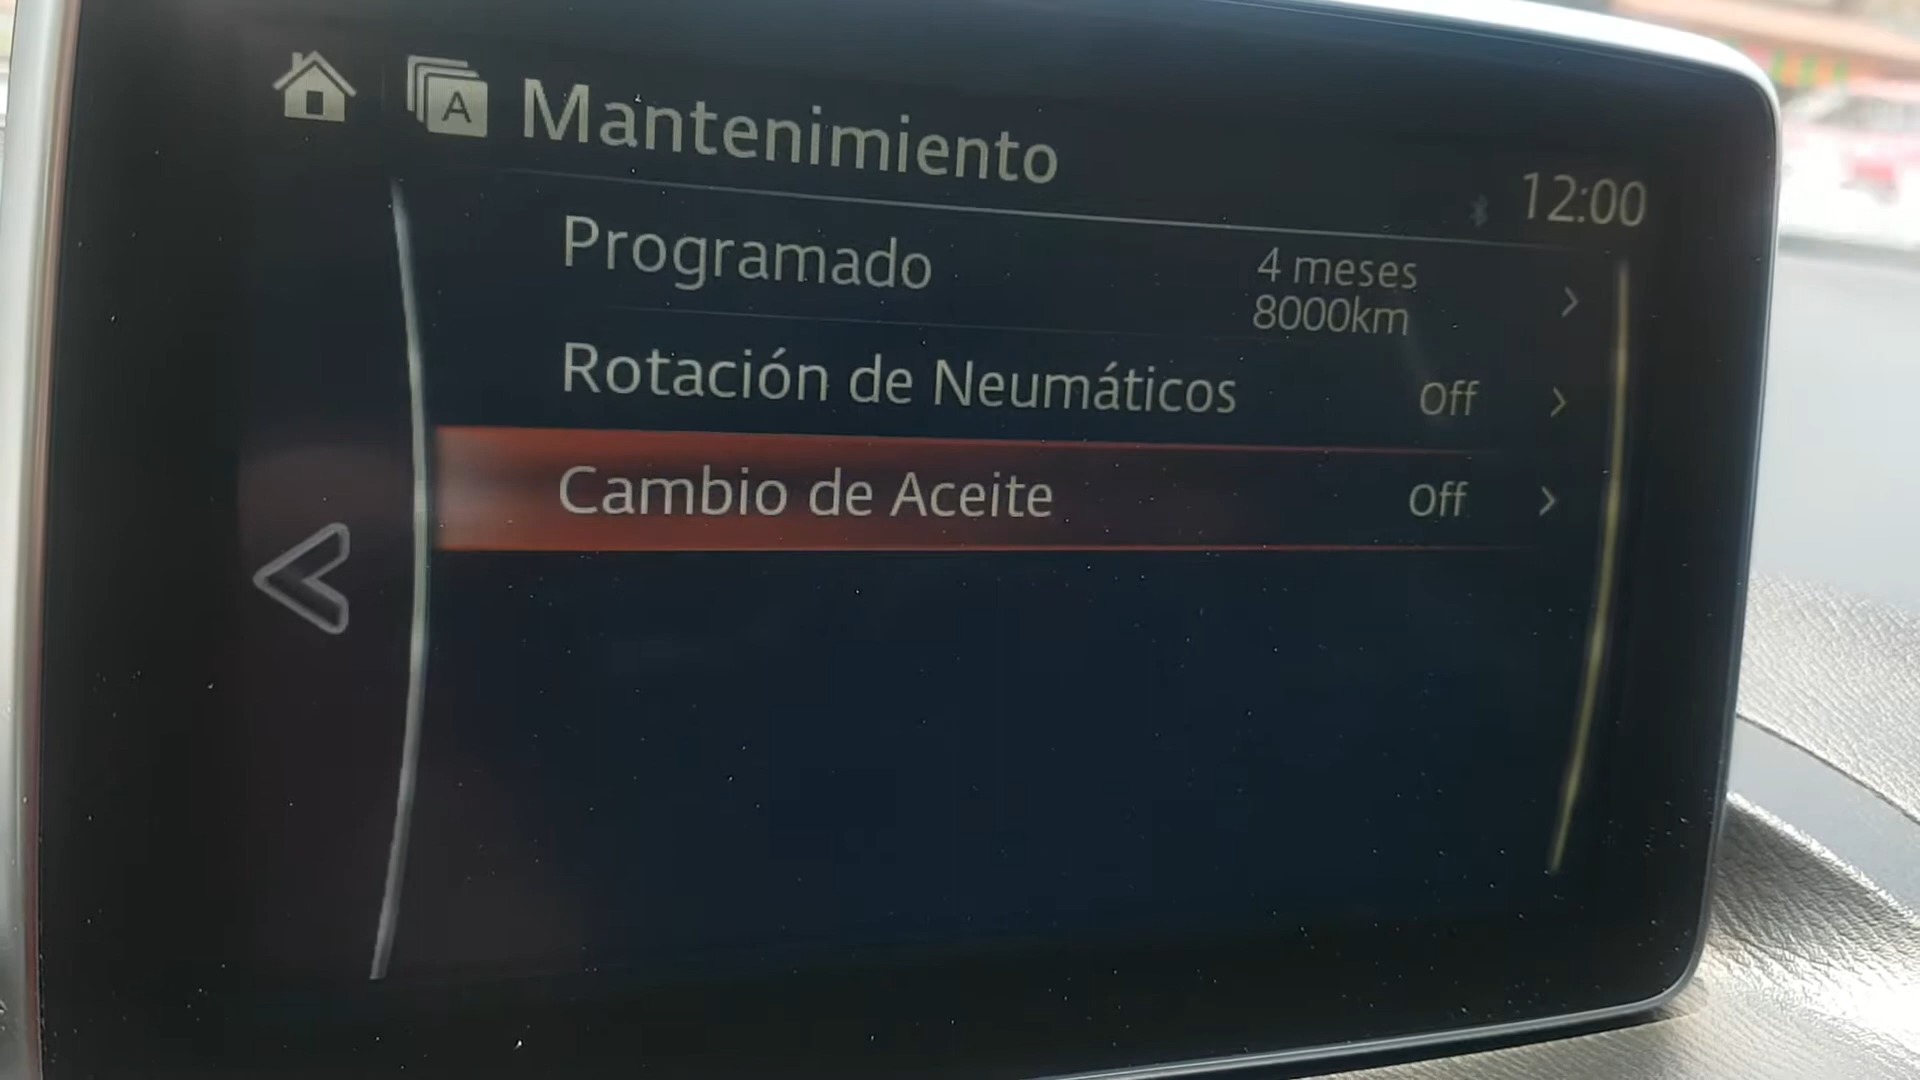 A Mantenimiento
12:00
Programado 4 meses
8000km
Rotación de Neumáticos Off
Cambio de Aceite Off